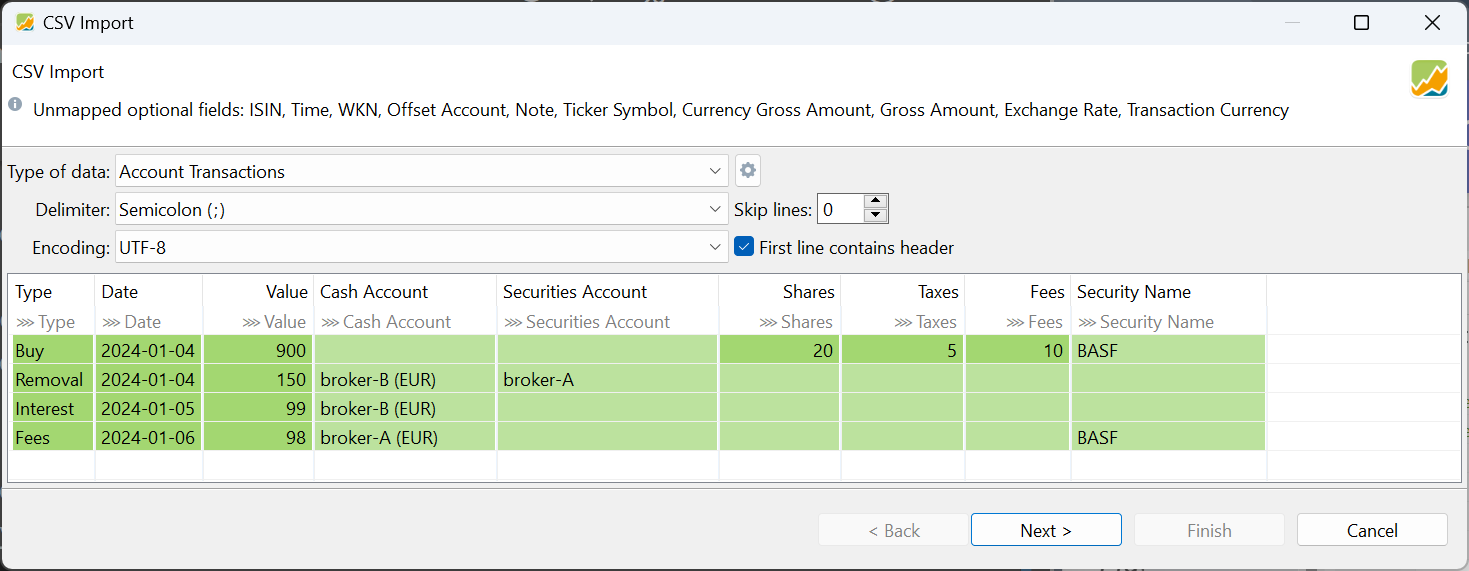 CSV Import
CSV Import
Unmapped optional fields: ISIN, Time, WKN, Offset Account, Note, Ticker Symbol, Currency Gross Amount, Gross Amount, Exchange Rate, Transaction Currency
Type of data: Account Transactions
Delimiter: Semicolon (;) Skip lines: 0
Encoding: UTF-8 First line contains header
Type Date Value Cash Account Securities Account Shares Taxes Fees Security Name
⋙ Type ⋙ Date ⋙ Value ⋙ Cash Account ⋙ Securities Account ⋙ Shares ⋙ Taxes ⋙ Fees ⋙ Security Name
Buy 2024-01-04 900 20 5 10 BASF
Removal 2024-01-04 150 broker-B (EUR) broker-A
Interest 2024-01-05 99 broker-B (EUR)
Fees 2024-01-06 98 broker-A (EUR) BASF
< Back Next > Finish Cancel